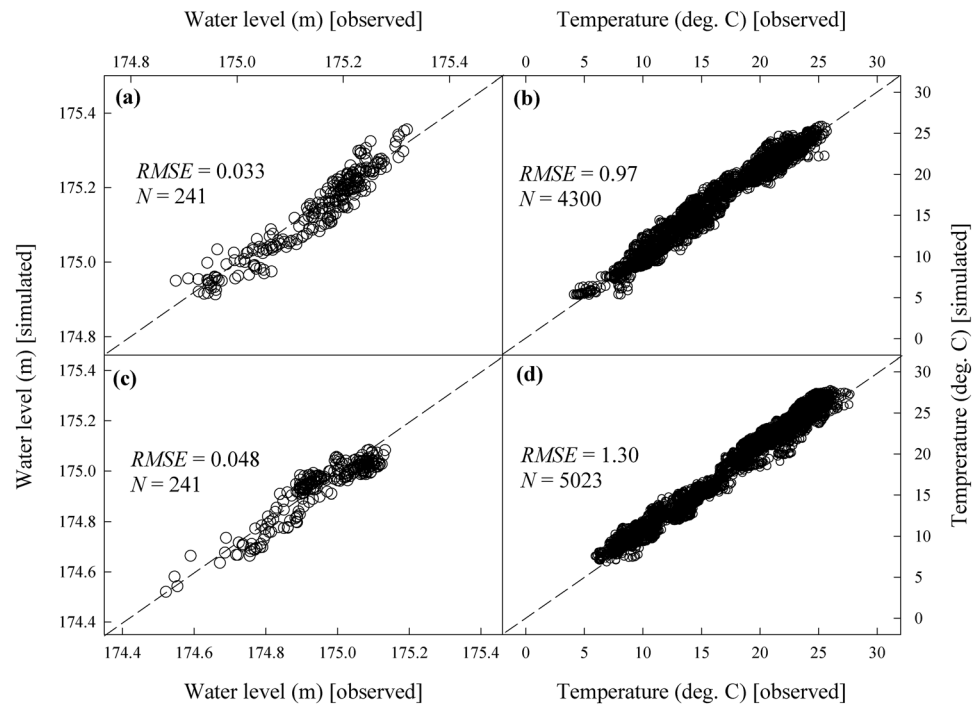 Water level (m) [observed]
Temperature (deg. C) [observed]
174.8 175.0 175.2 175.4
0 5 10 15 20 25 30
(a)
RMSE = 0.033
N = 241
175.4
175.2
175.0
174.8
Water level (m) [simulated]
(b)
RMSE = 0.97
N = 4300
30
25
20
15
10
5
0
Temprerature (deg. C) [simulated]
(c)
RMSE = 0.048
N = 241
175.4
175.2
175.0
174.8
174.6
174.4
(d)
RMSE = 1.30
N = 5023
30
25
20
15
10
5
0
174.4 174.6 174.8 175.0 175.2 175.4
0 5 10 15 20 25 30
Water level (m) [observed]
Temperature (deg. C) [observed]